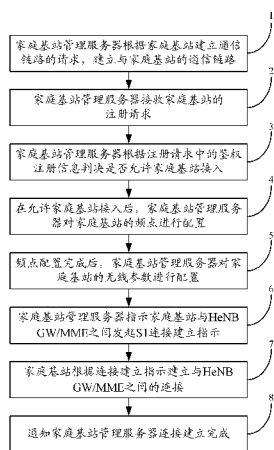 1
家庭基站管理服务器根据家庭基站建立通信
链路的请求，建立与家庭基站的通信链路
2
家庭基站管理服务器接收家庭基站的
注册请求
3
家庭基站管理服务器根据注册请求中的鉴权
注册信息判决是否允许家庭基站接入
4
在允许家庭基站接入后，家庭基站管理服务
器对家庭基站的频点进行配置
5
频点配置完成后，家庭基站管理服务器对家
庭基站的无线参数进行配置
6
家庭基站管理服务器指示家庭基站与HeNB
GW/MME之间发起S1连接建立指示
7
家庭基站根据连接建立指示建立与HeNB
GW/MME之间的连接
8
通知家庭基站管理服务器连接建立完成